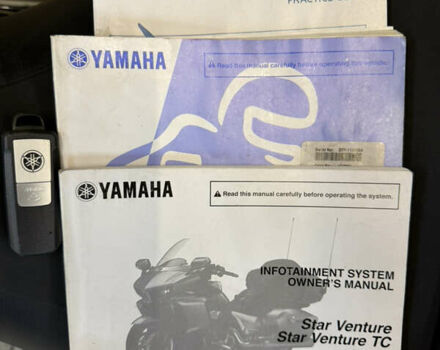 YAMAHA
Read this manual carefully before operating this vehicle.
YAMAHA
Read this manual carefully before operating the system.
INFOTAINMENT SYSTEM
OWNER'S MANUAL
Star Venture
Star Venture TC